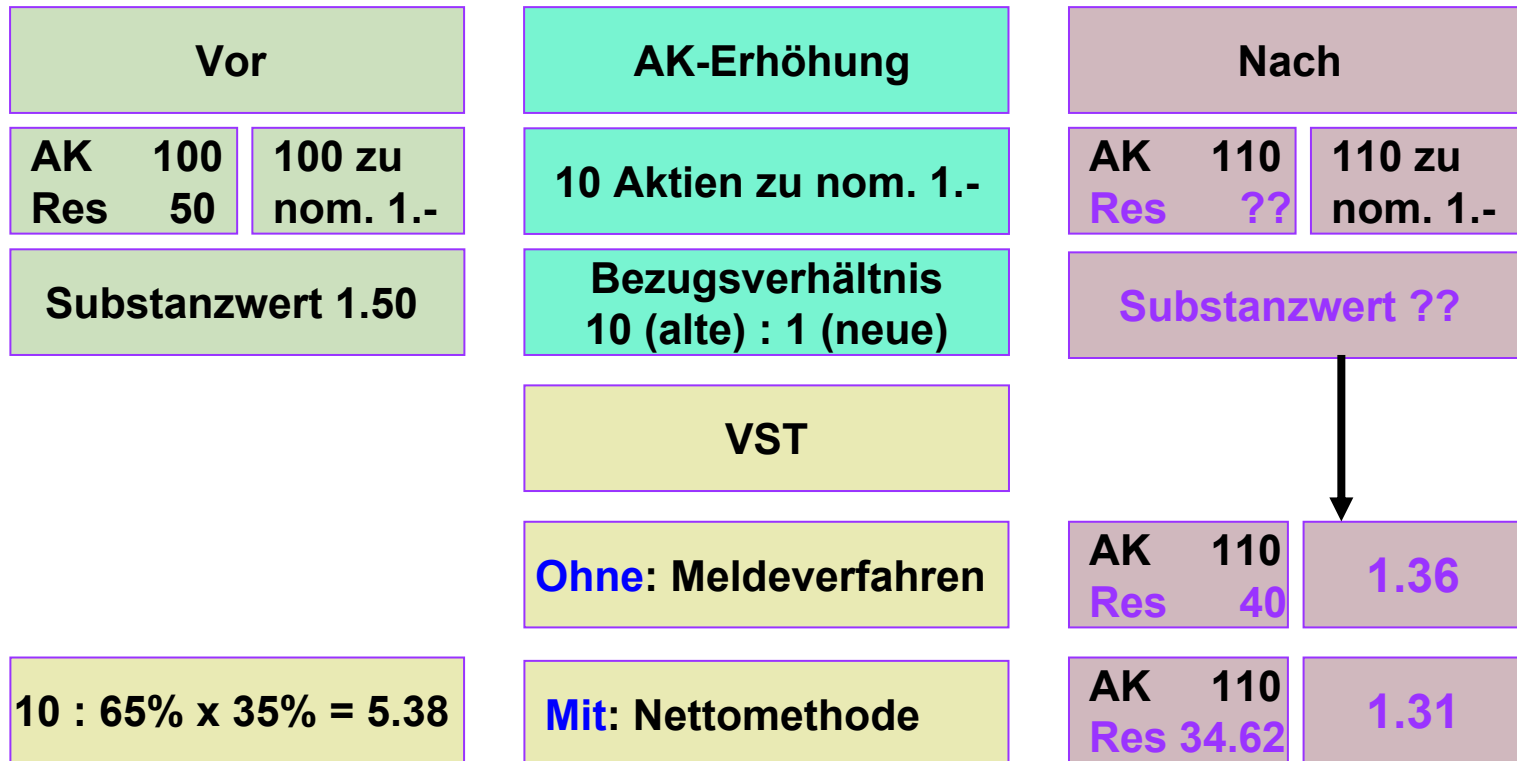 Vor
AK-Erhöhung
Nach
AK 100
Res 50
100 zu
nom. 1.-
10 Aktien zu nom. 1.-
AK 110
Res ??
110 zu
nom. 1.-
Substanzwert 1.50
Bezugsverhältnis
10 (alte) : 1 (neue)
Substanzwert ??
VST
Ohne: Meldeverfahren
AK 110
Res 40
1.36
10 : 65% x 35% = 5.38
Mit: Nettomethode
AK 110
Res 34.62
1.31